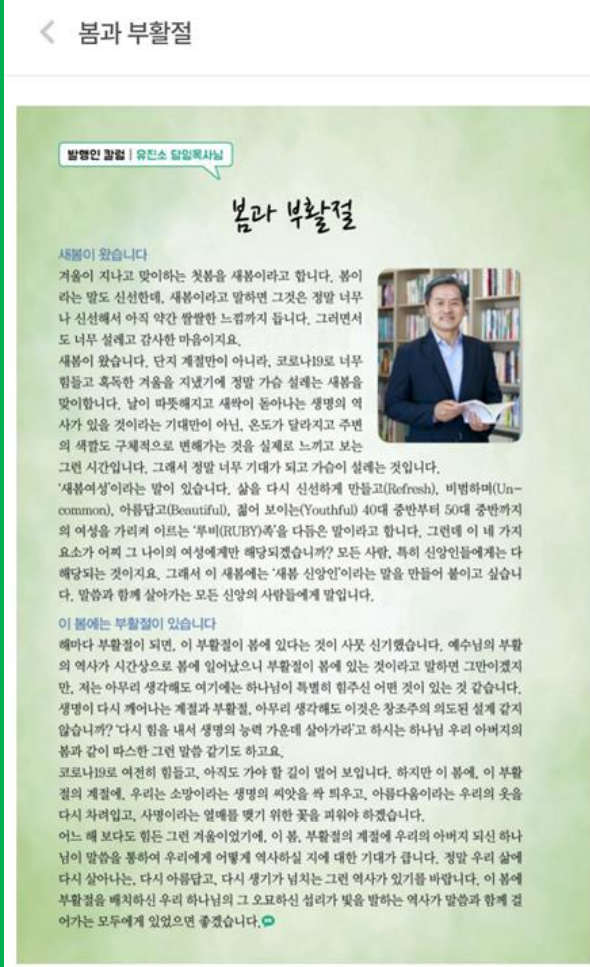 봄과 부활절
발행인 칼럼 | 유진소 담임목사님
봄과 부활절
새봄이 왔습니다
겨울이 지나고 맞이하는 첫봄을 새봄이라고 합니다. 봄이
라는 말도 신선한데, 새봄이라고 말하면 그것은 정말 너무
나 신선해서 아직 약간 쌀쌀한 느낌까지 듭니다. 그러면서
도 너무 설레고 감사한 마음이지요.
새봄이 왔습니다. 단지 계절만이 아니라, 코로나19로 너무
힘들고 혹독한 겨울을 지냈기에 정말 가슴 설레는 새봄을
맞이합니다. 날이 따뜻해지고 새싹이 돋아나는 생명의 역
사가 있을 것이라는 기대만이 아닌, 온도가 달라지고 주변
의 색깔도 구체적으로 변해가는 것을 실제로 느끼고 보는
그런 시간입니다. 그래서 정말 너무 기대가 되고 가슴이 설레는 것입니다.
'새봄여성'이라는 말이 있습니다. 삶을 다시 신선하게 만들고(Refresh), 비범하며(Un-
common), 아름답고(Beautiful), 젊어 보이는(Youthful) 40대 중반부터 50대 중반까지
의 여성을 가리켜 이르는 '루비(RUBY)족'을 다듬은 말이라고 합니다. 그런데 이 네 가지
요소가 어찌 그 나이의 여성에게만 해당되겠습니까? 모든 사람, 특히 신앙인들에게는 다
해당되는 것이지요. 그래서 이 새봄에는 '새봄 신앙인'이라는 말을 만들어 붙이고 싶습니
다. 말씀과 함께 살아가는 모든 신앙의 사람들에게 말입니다.
이 봄에는 부활절이 있습니다
해마다 부활절이 되면, 이 부활절이 봄에 있다는 것이 사뭇 신기했습니다. 예수님의 부활
의 역사가 시간상으로 봄에 일어났으니 부활절이 봄에 있는 것이라고 말하면 그만이겠지
만, 저는 아무리 생각해도 여기에는 하나님이 특별히 힘주신 어떤 것이 있는 것 같습니다.
생명이 다시 깨어나는 계절과 부활절, 아무리 생각해도 이것은 창조주의 의도된 설계 같지
않습니까? '다시 힘을 내서 생명의 능력 가운데 살아가라'고 하시는 하나님 우리 아버지의
봄과 같이 따스한 그런 말씀 같기도 하고요.
코로나19로 여전히 힘들고, 아직도 가야 할 길이 멀어 보입니다. 하지만 이 봄에, 이 부활
절의 계절에, 우리는 소망이라는 생명의 씨앗을 싹 틔우고, 아름다움이라는 우리의 옷을
다시 차려입고, 사명이라는 열매를 맺기 위한 꽃을 피워야 하겠습니다.
어느 해 보다도 힘든 그런 겨울이었기에, 이 봄, 부활절의 계절에 우리의 아버지 되신 하나
님이 말씀을 통하여 우리에게 어떻게 역사하실 지에 대한 기대가 큽니다. 정말 우리 삶에
다시 살아나는, 다시 아름답고, 다시 생기가 넘치는 그런 역사가 있기를 바랍니다. 이 봄에
부활절을 배치하신 우리 하나님의 그 오묘하신 섭리가 빛을 발하는 역사가 말씀과 함께 걸
어가는 모두에게 있었으면 좋겠습니다.